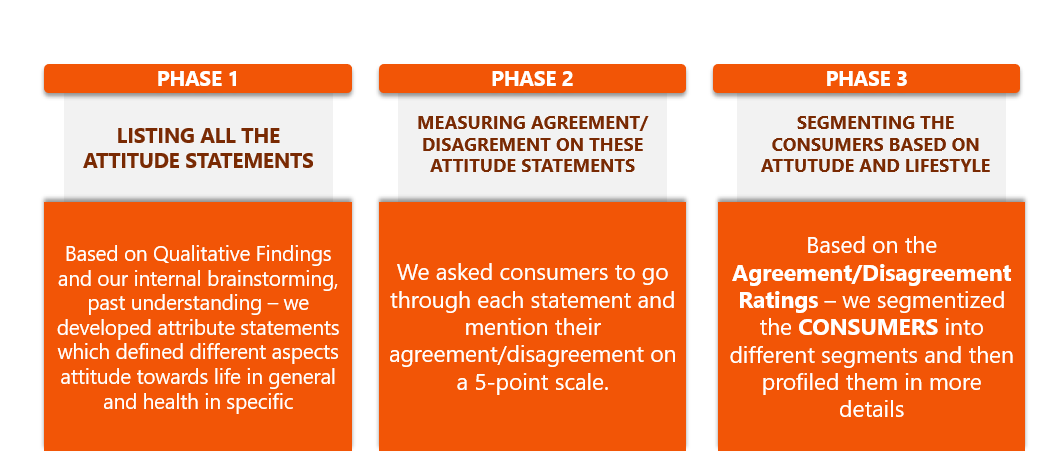 PHASE 1
LISTING ALL THE
ATTITUDE STATEMENTS
Based on Qualitative Findings
and our internal brainstorming,
past understanding – we
developed attribute statements
which defined different aspects
attitude towards life in general
and health in specific
PHASE 2
MEASURING AGREEMENT/
DISAGREMENT ON THESE
ATTITUDE STATEMENTS
We asked consumers to go
through each statement and
mention their
agreement/disagreement on
a 5-point scale.
PHASE 3
SEGMENTING THE
CONSUMERS BASED ON
ATTUTUDE AND LIFESTYLE
Based on the
Agreement/Disagreement
Ratings – we segmentized
the CONSUMERS into
different segments and then
profiled them in more
details